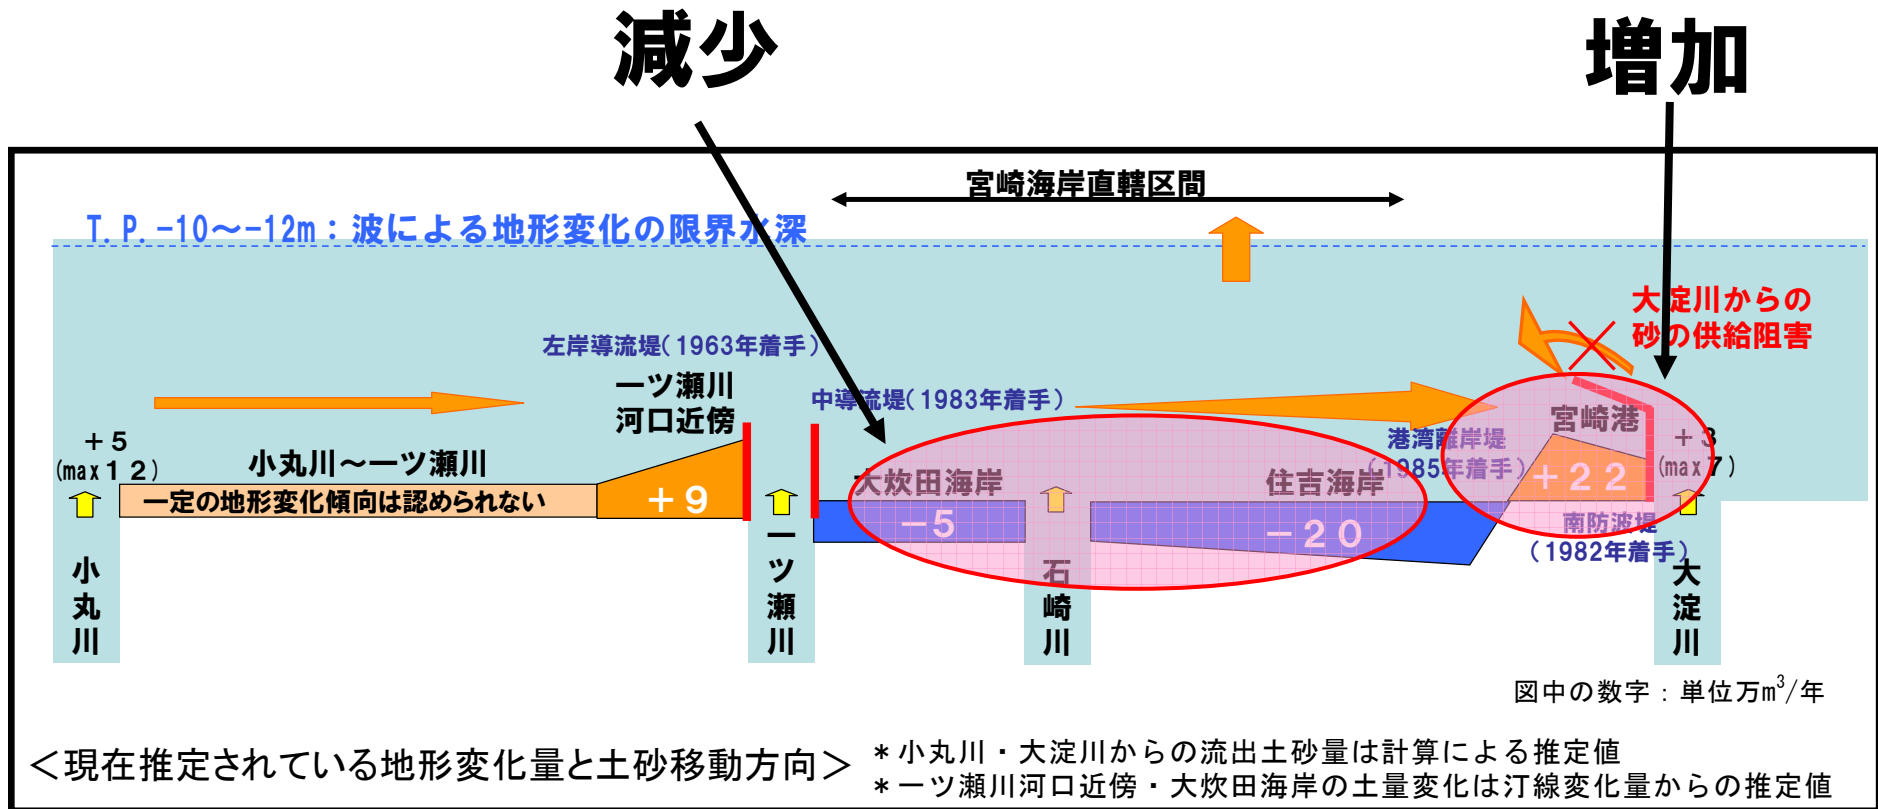 減少
増加
宮崎海岸直轄区間
T.P.-10～-12m：波による地形変化の限界水深
大淀川からの
砂の供給阻害
左岸導流堤(1963年着手)
一ツ瀬川
河口近傍
中導流堤(1983年着手)
宮崎港
港湾離岸堤
(1985年着手)
＋5
(max12)
小丸川～一ツ瀬川
一定の地形変化傾向は認められない
＋9
大炊田海岸
－5
住吉海岸
－20
＋22
＋3
(max7)
南防波堤
(1982年着手)
小丸川
一ツ瀬川
石崎川
大淀川
図中の数字：単位万m³/年
＜現在推定されている地形変化量と土砂移動方向＞
＊小丸川・大淀川からの流出土砂量は計算による推定値
＊一ツ瀬川河口近傍・大炊田海岸の土量変化は汀線変化量からの推定値